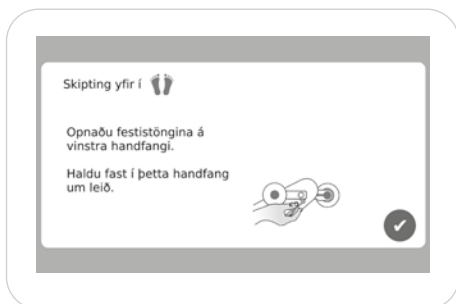 Skipting yfir í
Opnaðu festistöngina á
vinstra handfangi.
Haldu fast í þetta handfang
um leið.